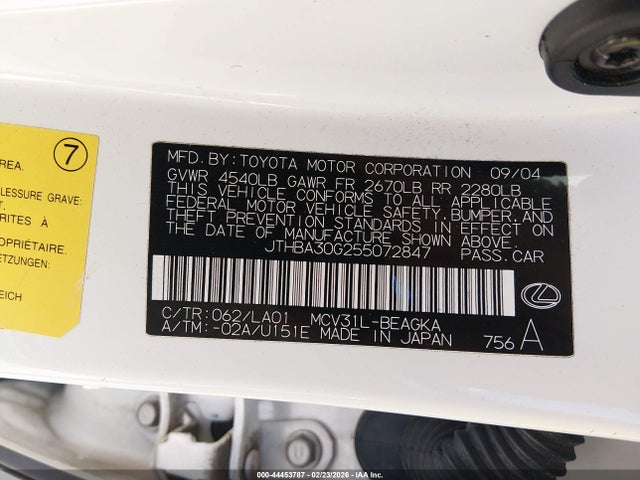 7
REA.
LESSURE GRAVE:
T.
RITES À
PROPRIÉTAIRE.
ETZUNGEN:
EICH
MFD. BY: TOYOTA MOTOR CORPORATION 09/04
GVWR 4540LB GAWR FR 2670LB RR 2280LB
THIS VEHICLE CONFORMS TO ALL APPLICABLE
FEDERAL MOTOR VEHICLE SAFETY, BUMPER, AND
THEFT PREVENTION STANDARDS IN EFFECT ON
THE DATE OF MANUFACTURE SHOWN ABOVE.
JTHBA30G255072847 PASS.CAR
C/TR: 062/LA01 MCV31L-BEAGKA
A/TM: -02A/U151E MADE IN JAPAN 756 A
000-44453787 - 02/23/2026 - IAA Inc.